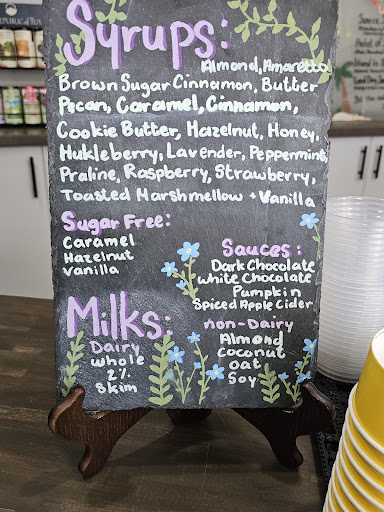 Syrups:
Almond, Amaretto
Brown Sugar Cinnamon, Butter
Pecan, Caramel, Cinnamon,
Cookie Butter, Hazelnut, Honey,
Hukleberry, Lavender, Peppermint,
Praline, Raspberry, Strawberry,
Toasted Marshmellow + Vanilla
Sugar Free:
Caramel
Hazelnut
Vanilla
Sauces:
Dark Chocolate
White Chocolate
Pumpkin
Spiced Apple Cider
Milks:
Dairy
Whole
2%
Skim
non-Dairy
Almond
Coconut
Oat
Soy